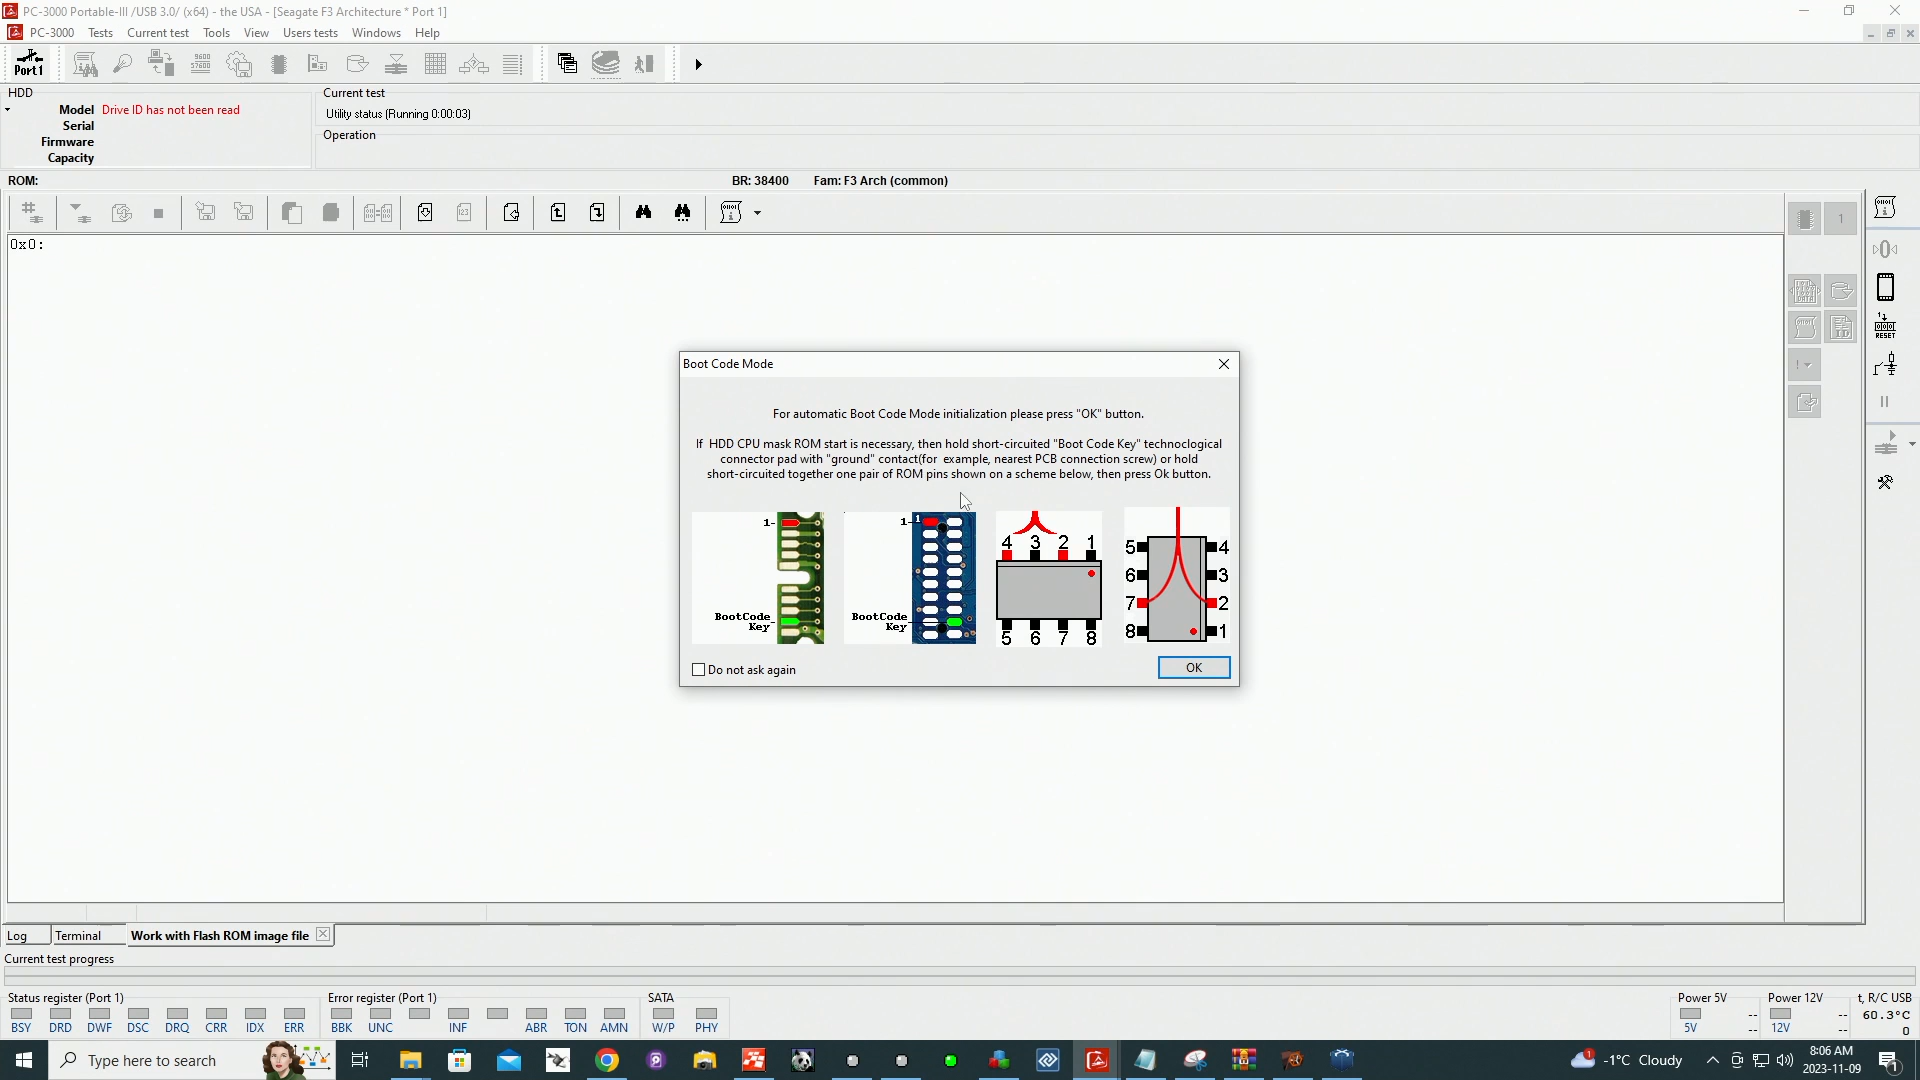 PC-3000 Portable-III /USB 3.0/ (x64) - the USA - [Seagate F3 Architecture * Port 1]
PC-3000 Tests Current test Tools View Users tests Windows Help
Port1
9600
57600
HDD
Current test
Model Drive ID has not been read
Utility status (Running 0:00:03)
Serial
Operation
Firmware
Capacity
ROM: BR: 38400 Fam: F3 Arch (common)
0x0:
1
DATA
ID
RESET
Boot Code Mode
For automatic Boot Code Mode initialization please press "OK" button.
If HDD CPU mask ROM start is necessary, then hold short-circuited "Boot Code Key" technoclogical
connector pad with "ground" contact(for example, nearest PCB connection screw) or hold
short-circuited together one pair of ROM pins shown on a scheme below, then press Ok button.
1-
BootCode
Key-
1- 1
BootCode
Key
4 3 2 1
5 6 7 8
5 4
6 3
7 2
8 1
Do not ask again
OK
Log Terminal Work with Flash ROM image file
Current test progress
Status register (Port 1) Error register (Port 1) SATA Power 5V Power 12V t, R/C USB
BSY DRD DWF DSC DRQ CRR IDX ERR BBK UNC INF ABR TON AMN W/P PHY 5V -- -- 12V -- -- 60.3°C 0
Type here to search
1
-1°C Cloudy
8:06 AM
2023-11-09
1